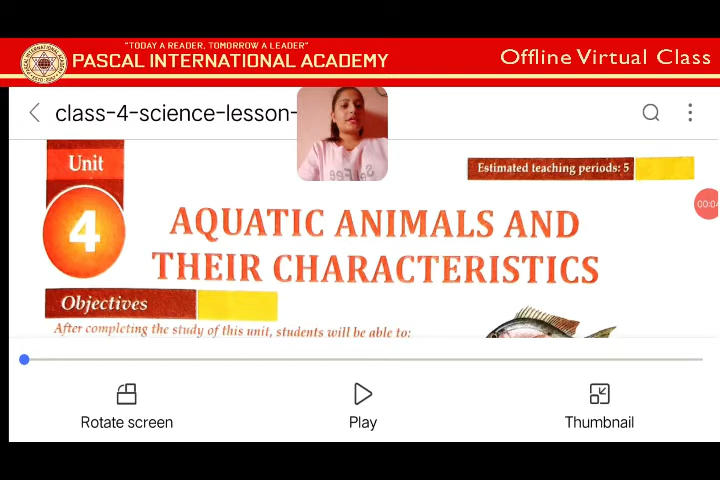 "TODAY A READER, TOMORROW A LEADER"
PASCAL INTERNATIONAL ACADEMY
Offline Virtual Class
class-4-science-lesson-
Unit
4
Estimated teaching periods: 5
00:04
AQUATIC ANIMALS AND
THEIR CHARACTERISTICS
Objectives
After completing the study of this unit, students will be able to:
Rotate screen
Play
Thumbnail